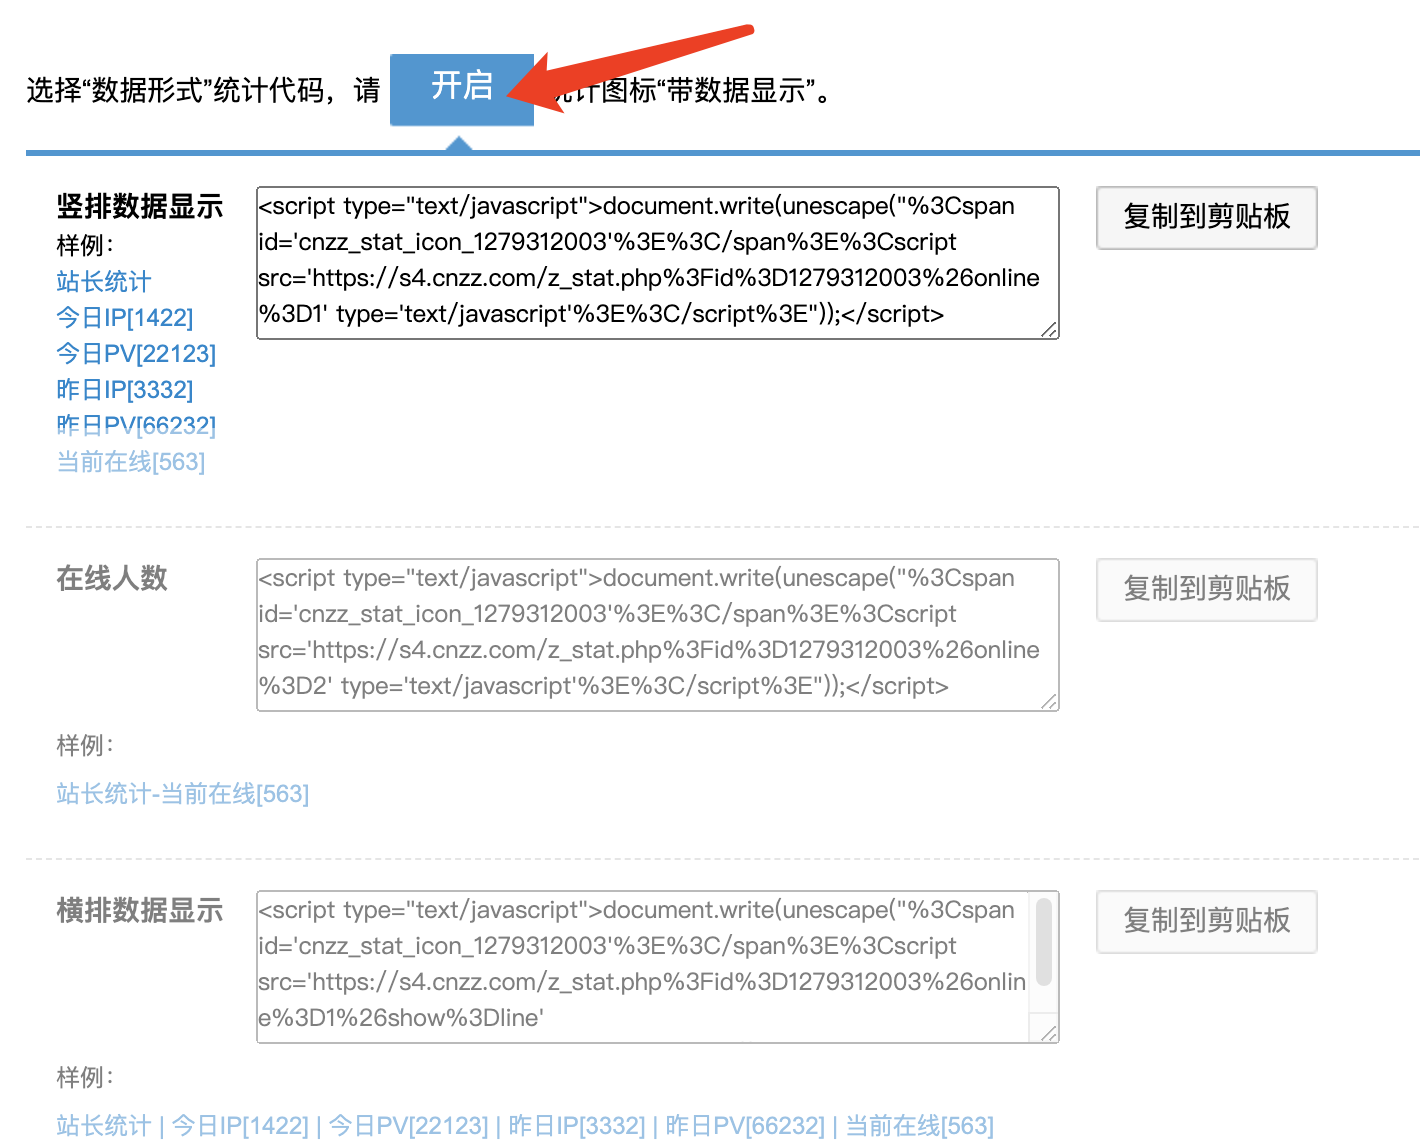 选择“数据形式”统计代码，请 开启 计图标“带数据显示”。
竖排数据显示
样例：
站长统计
今日IP[1422]
今日PV[22123]
昨日IP[3332]
昨日PV[66232]
当前在线[563]
<script type="text/javascript">document.write(unescape("%3Cspan
id='cnzz_stat_icon_1279312003'%3E%3C/span%3E%3Cscript
src='https://s4.cnzz.com/z_stat.php%3Fid%3D1279312003%26online
%3D1' type='text/javascript'%3E%3C/script%3E"));</script>
复制到剪贴板
在线人数
<script type="text/javascript">document.write(unescape("%3Cspan
id='cnzz_stat_icon_1279312003'%3E%3C/span%3E%3Cscript
src='https://s4.cnzz.com/z_stat.php%3Fid%3D1279312003%26online
%3D2' type='text/javascript'%3E%3C/script%3E"));</script>
复制到剪贴板
样例：
站长统计-当前在线[563]
横排数据显示
<script type="text/javascript">document.write(unescape("%3Cspan
id='cnzz_stat_icon_1279312003'%3E%3C/span%3E%3Cscript
src='https://s4.cnzz.com/z_stat.php%3Fid%3D1279312003%26onlin
e%3D1%26show%3Dline'
复制到剪贴板
样例：
站长统计 | 今日IP[1422] | 今日PV[22123] | 昨日IP[3332] | 昨日PV[66232] | 当前在线[563]